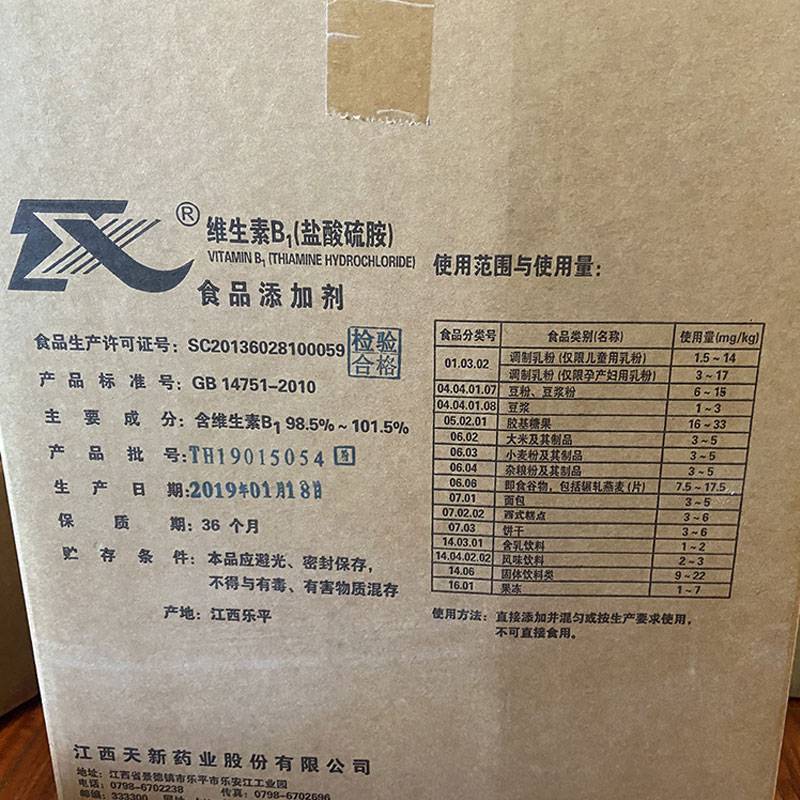 ®
维生素B₁(盐酸硫胺)
VITAMIN B₁ (THIAMINE HYDROCHLORIDE)
食品添加剂
食品生产许可证号：SC20136028100059
检验
合格
产品标准号：GB 14751-2010
主要成分：含维生素B₁ 98.5%~101.5%
产品批号：TH19015054
生产日期：2019年01月18日
保质期：36个月
贮存条件：本品应避光、密封保存，
不得与有毒、有害物质混存
产地：江西乐平
使用范围与使用量：
食品分类号 食品类别(名称) 使用量(mg/kg)
01.03.02 调制乳粉(仅限儿童用乳粉) 1.5~14
调制乳粉(仅限孕产妇用乳粉) 3~17
04.04.01.07 豆粉、豆浆粉 6~15
04.04.01.08 豆浆 1~3
05.02.01 胶基糖果 16~33
06.02 大米及其制品 3~5
06.03 小麦粉及其制品 3~5
06.04 杂粮粉及其制品 3~5
06.06 即食谷物，包括碾轧燕麦(片) 7.5~17.5
07.01 面包 3~5
07.02.02 西式糕点 3~6
07.03 饼干 3~6
14.03.01 含乳饮料 1~2
14.04.02.02 风味饮料 2~3
14.06 固体饮料类 9~22
16.01 果冻 1~7
使用方法：直接添加并混匀或按生产要求使用，
不可直接食用。
江西天新药业股份有限公司
地址：江西省景德镇市乐平市乐安江工业园
电话：0798-6702238 传真：0798-6702696
邮编：333300